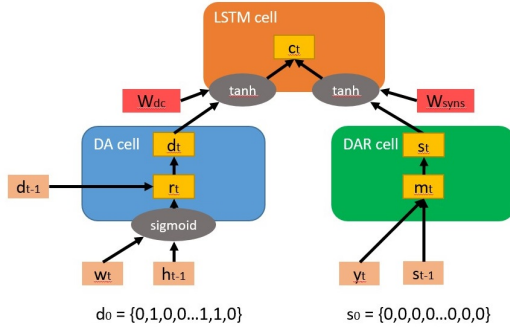 LSTM cell
ct
tanh
tanh
Wdc
Wsyns
DA cell
dt
DAR cell
st
dt-1
rt
mt
sigmoid
wt
ht-1
yt
st-1
d0 = {0,1,0,0...1,1,0}
s0 = {0,0,0,0...0,0,0}